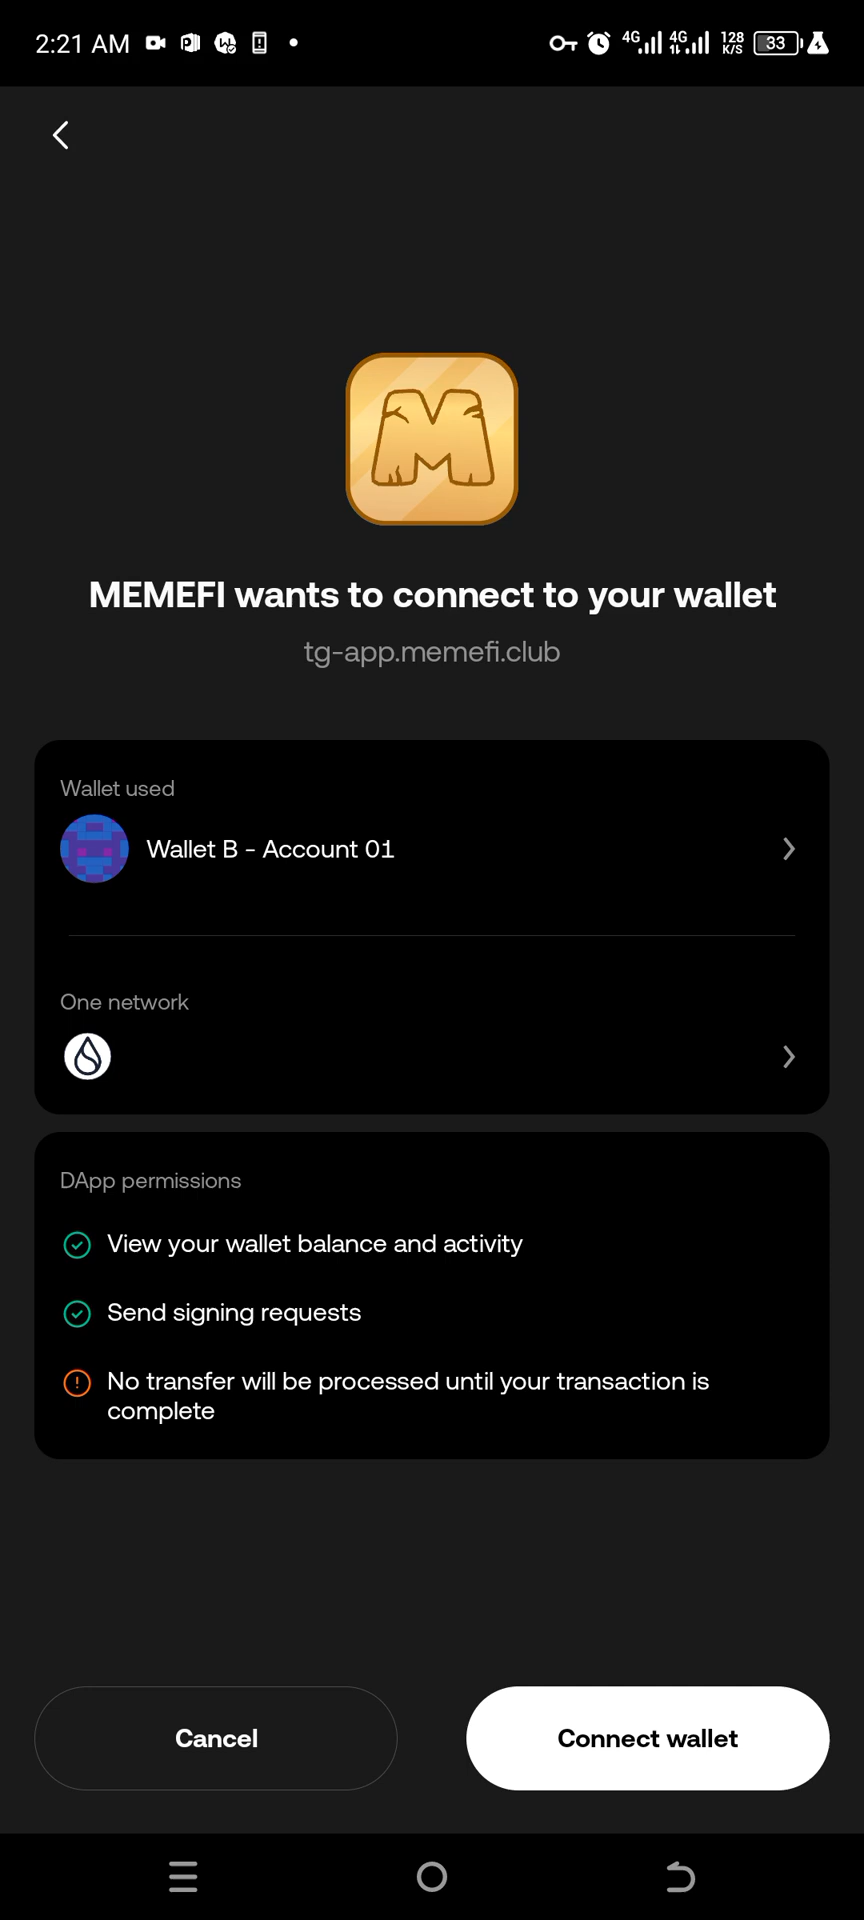 2:21 AM
4G 4G 128 K/S 33
M
MEMEFI wants to connect to your wallet
tg-app.memefi.club
Wallet used
Wallet B - Account 01
One network
DApp permissions
View your wallet balance and activity
Send signing requests
No transfer will be processed until your transaction is
complete
Cancel
Connect wallet